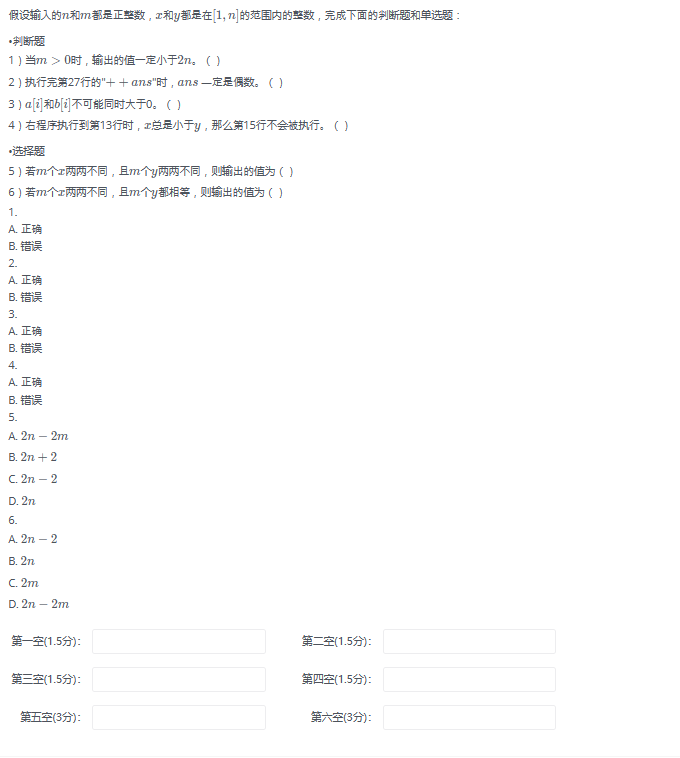 假设输入的n和m都是正整数，x和y都是在[1, n]的范围内的整数，完成下面的判断题和单选题：
•判断题
1）当m > 0时，输出的值一定小于2n。（ ）
2）执行完第27行的"+ + ans"时，ans 一定是偶数。（ ）
3）a[i]和b[i]不可能同时大于0。（ ）
4）右程序执行到第13行时，x总是小于y，那么第15行不会被执行。（ ）
•选择题
5）若m个x两两不同，且m个y两两不同，则输出的值为（ ）
6）若m个x两两不同，且m个y都相等，则输出的值为（ ）
1.
A. 正确
B. 错误
2.
A. 正确
B. 错误
3.
A. 正确
B. 错误
4.
A. 正确
B. 错误
5.
A. 2n − 2m
B. 2n + 2
C. 2n − 2
D. 2n
6.
A. 2n − 2
B. 2n
C. 2m
D. 2n − 2m
第一空(1.5分)： 第二空(1.5分)：
第三空(1.5分)： 第四空(1.5分)：
第五空(3分)： 第六空(3分)：